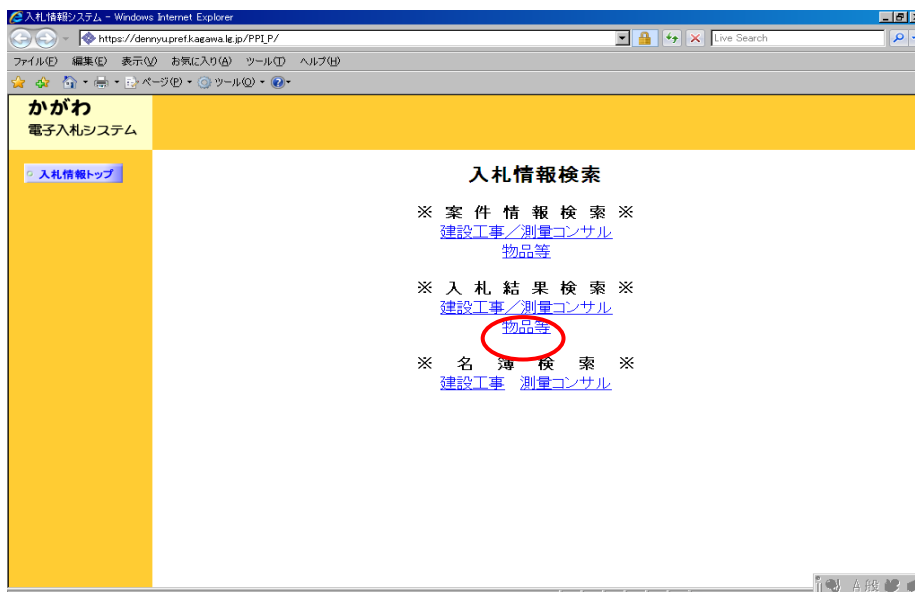 入札情報システム - Windows Internet Explorer
https://dennyu.pref.kagawa.lg.jp/PPI_P/
Live Search
ファイル(F) 編集(E) 表示(V) お気に入り(A) ツール(T) ヘルプ(H)
ページ(P) ツール(O)
かがわ
電子入札システム
入札情報トップ
入札情報検索
※ 案 件 情 報 検 索 ※
建設工事／測量コンサル
物品等
※ 入 札 結 果 検 索 ※
建設工事／測量コンサル
物品等
※ 名 簿 検 索 ※
建設工事 測量コンサル
A 般